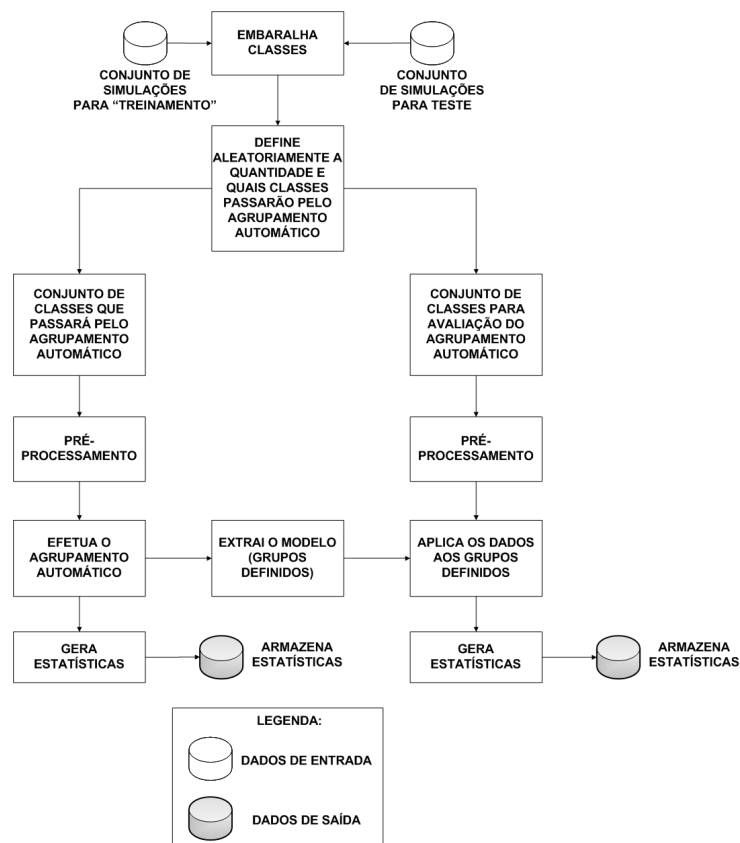 EMBARALHA
CLASSES
CONJUNTO DE
SIMULAÇÕES
PARA “TREINAMENTO”
CONJUNTO
DE SIMULAÇÕES
PARA TESTE
DEFINE
ALEATORIAMENTE A
QUANTIDADE E
QUAIS CLASSES
PASSARÃO PELO
AGRUPAMENTO
AUTOMÁTICO
CONJUNTO DE
CLASSES QUE
PASSARÁ PELO
AGRUPAMENTO
AUTOMÁTICO
CONJUNTO DE
CLASSES PARA
AVALIAÇÃO DO
AGRUPAMENTO
AUTOMÁTICO
PRÉ-
PROCESSAMENTO
PRÉ-
PROCESSAMENTO
EFETUA O
AGRUPAMENTO
AUTOMÁTICO
EXTRAI O MODELO
(GRUPOS
DEFINIDOS)
APLICA OS DADOS
AOS GRUPOS
DEFINIDOS
GERA
ESTATÍSTICAS
ARMAZENA
ESTATÍSTICAS
GERA
ESTATÍSTICAS
ARMAZENA
ESTATÍSTICAS
LEGENDA:
DADOS DE ENTRADA
DADOS DE SAÍDA